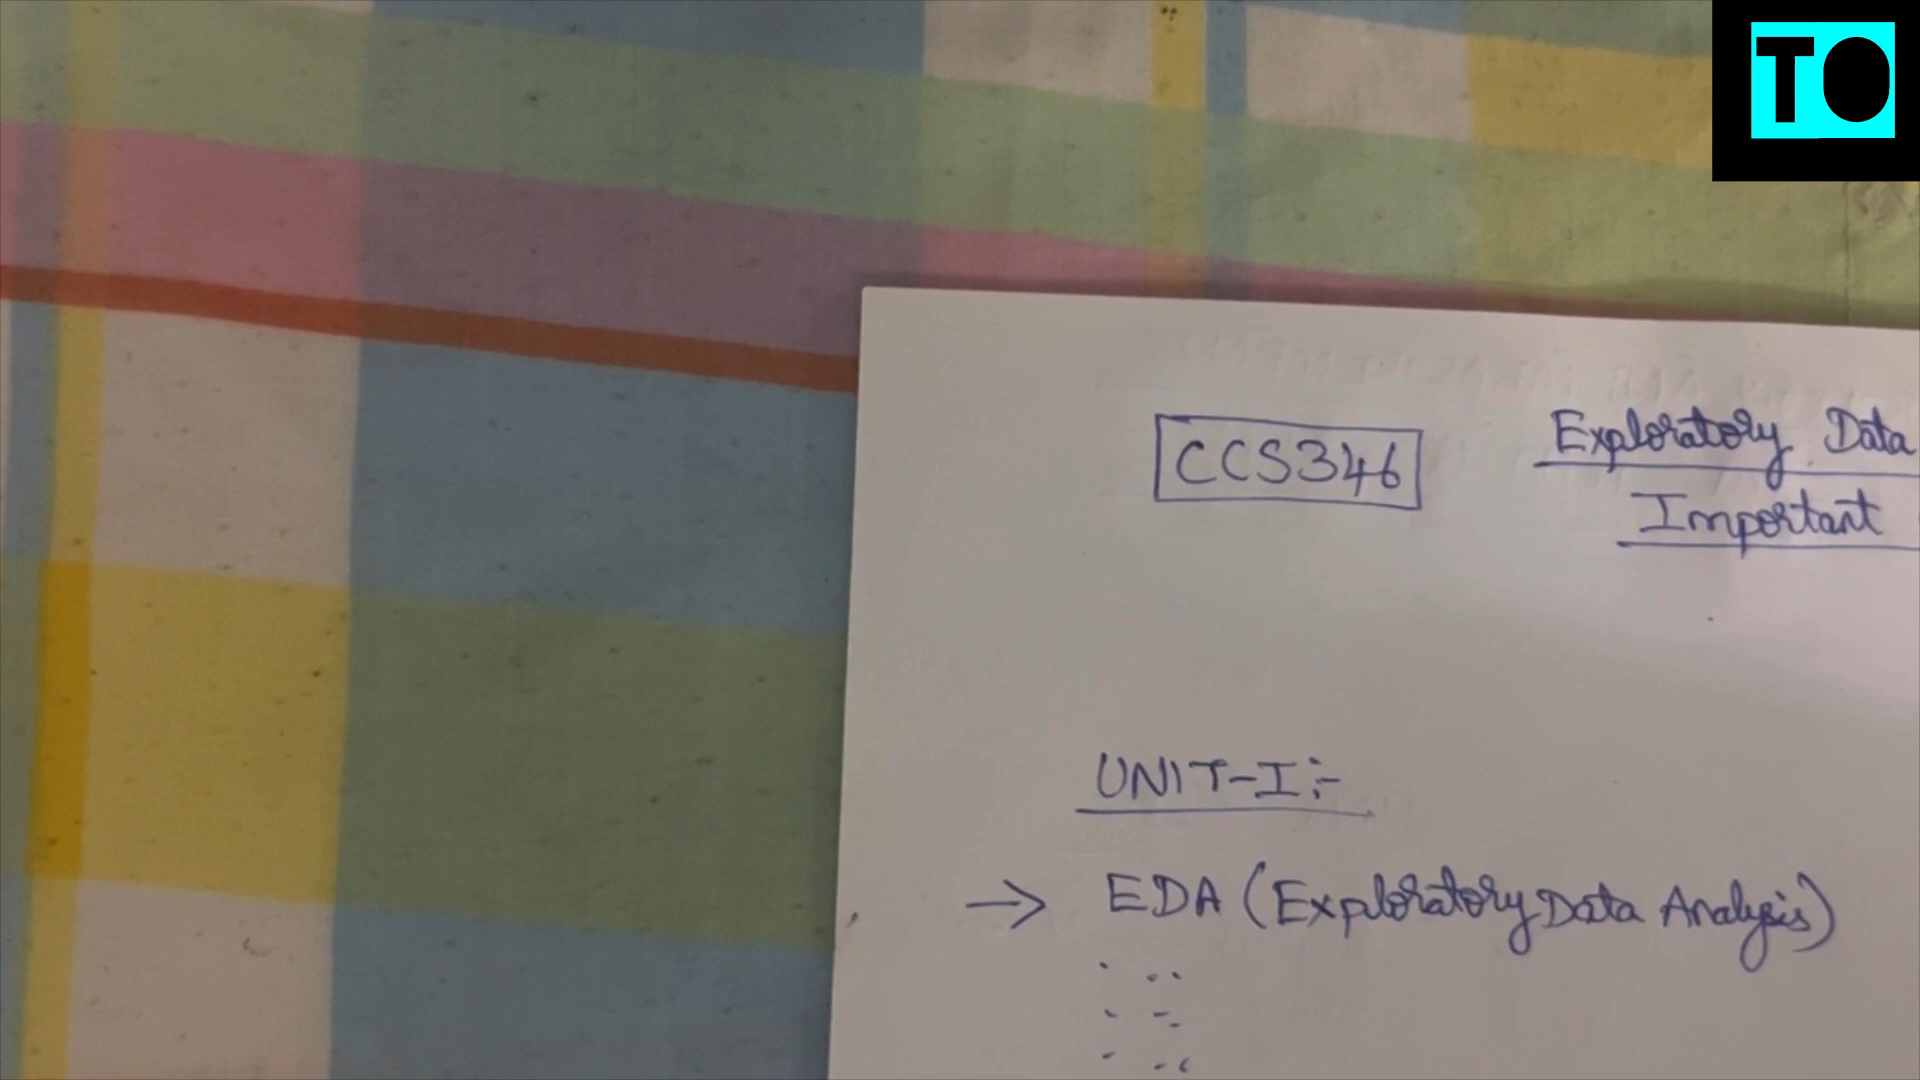 TO
CCS346
Exploratory Data
Important
UNIT-I:-
→ EDA (Exploratory Data Analysis)